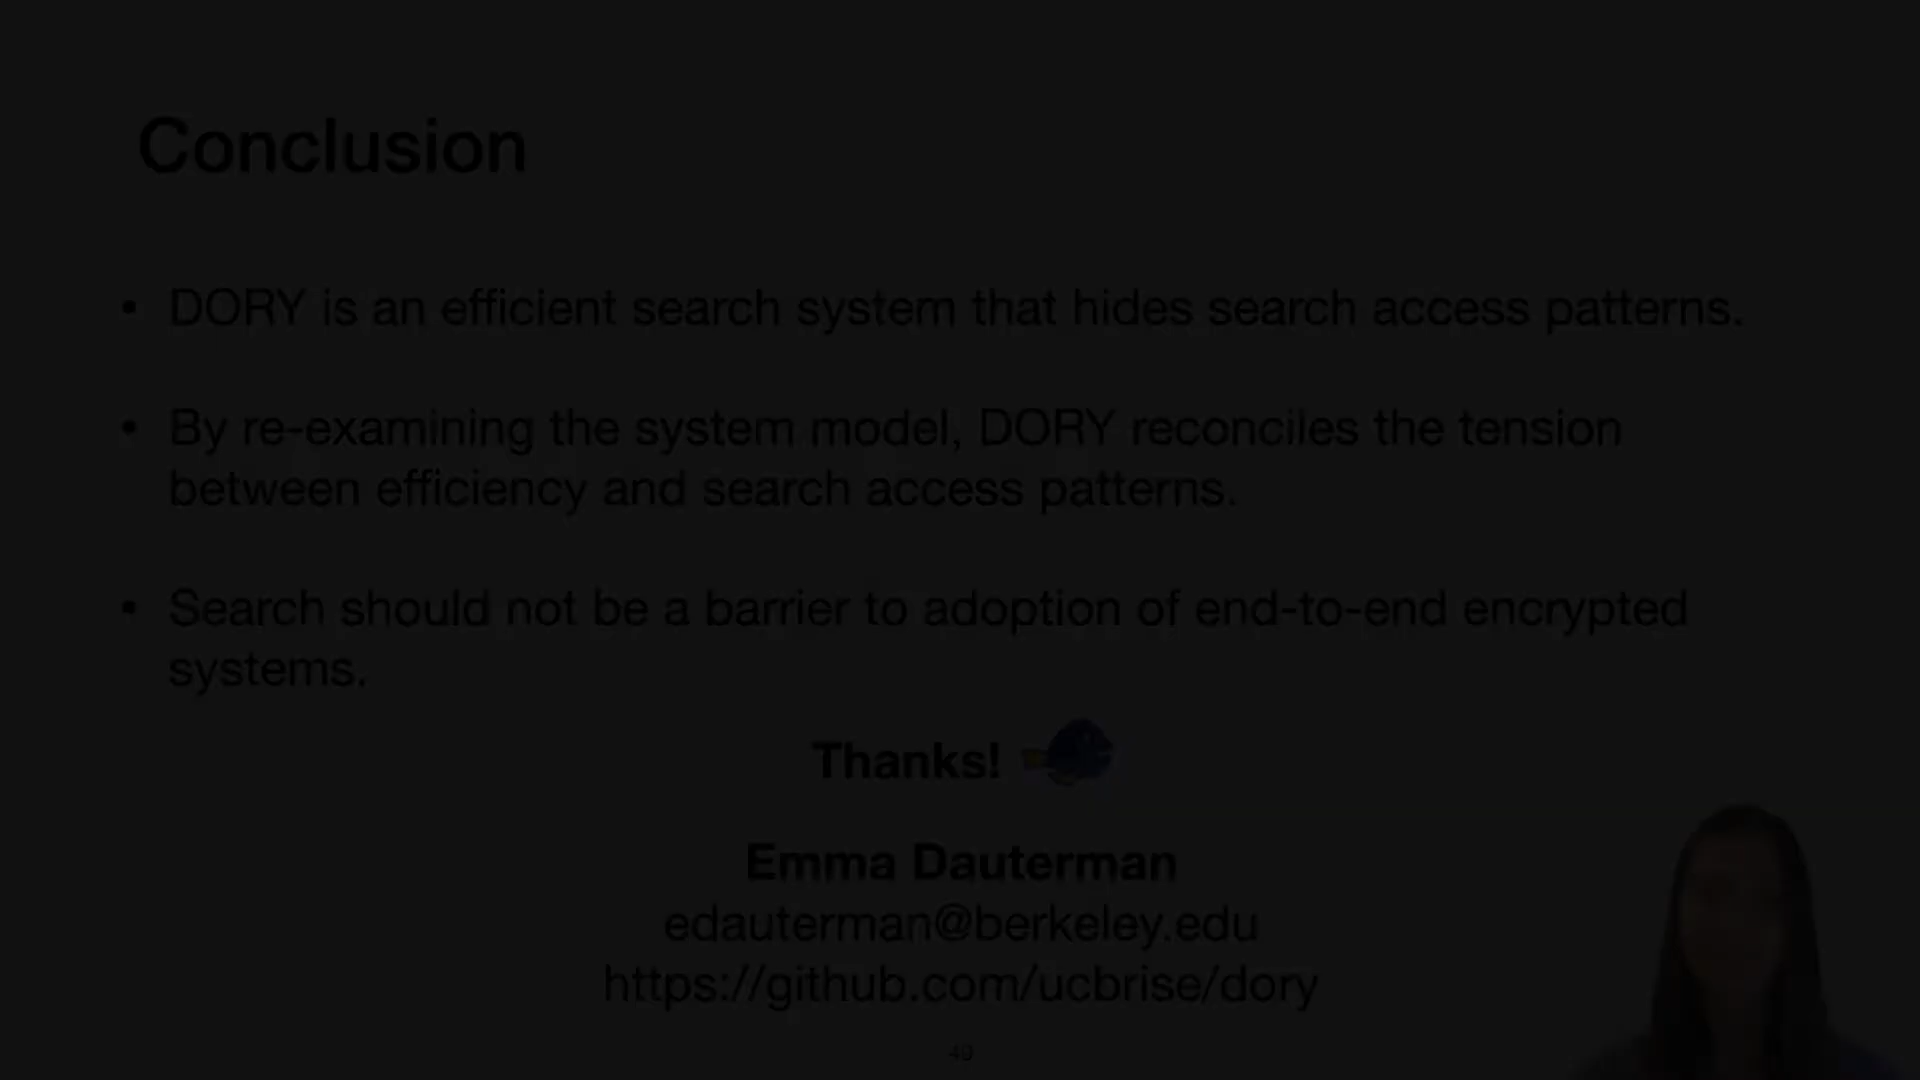 Conclusion
• DORY is an efficient search system that hides search access patterns.
• By re-examining the system model, DORY reconciles the tension
between efficiency and search access patterns.
• Search should not be a barrier to adoption of end-to-end encrypted
systems.
Thanks!
Emma Dauterman
edauterman@berkeley.edu
https://github.com/ucbrise/dory
49